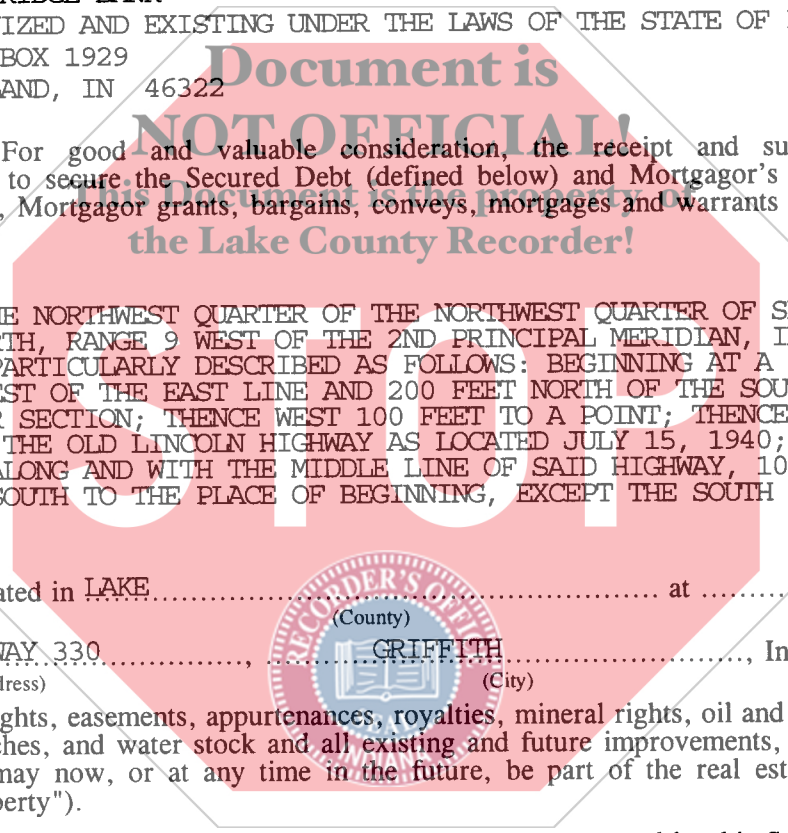 IZED AND EXISTING UNDER THE LAWS OF THE STATE OF
BOX 1929
AND, IN 46322
Document is
NOT OFFICIAL!
This Document is the property of
the Lake County Recorder!
For good and valuable consideration, the receipt and su
to secure the Secured Debt (defined below) and Mortgagor's
, Mortgagor grants, bargains, conveys, mortgages and warrants
E NORTHWEST QUARTER OF THE NORTHWEST QUARTER OF S
RTH, RANGE 9 WEST OF THE 2ND PRINCIPAL MERIDIAN, I
PARTICULARLY DESCRIBED AS FOLLOWS: BEGINNING AT A
ST OF THE EAST LINE AND 200 FEET NORTH OF THE SOU
R SECTION; THENCE WEST 100 FEET TO A POINT; THENCE
THE OLD LINCOLN HIGHWAY AS LOCATED JULY 15, 1940;
ALONG AND WITH THE MIDDLE LINE OF SAID HIGHWAY, 10
SOUTH TO THE PLACE OF BEGINNING, EXCEPT THE SOUTH
STOP
ated in LAKE at
(County)
WAY 330, GRIFFITH, In
dress) (City)
RECORDER'S OFFICE
INDIANA
ghts, easements, appurtenances, royalties, mineral rights, oil and
ches, and water stock and all existing and future improvements,
may now, or at any time in the future, be part of the real est
perty").